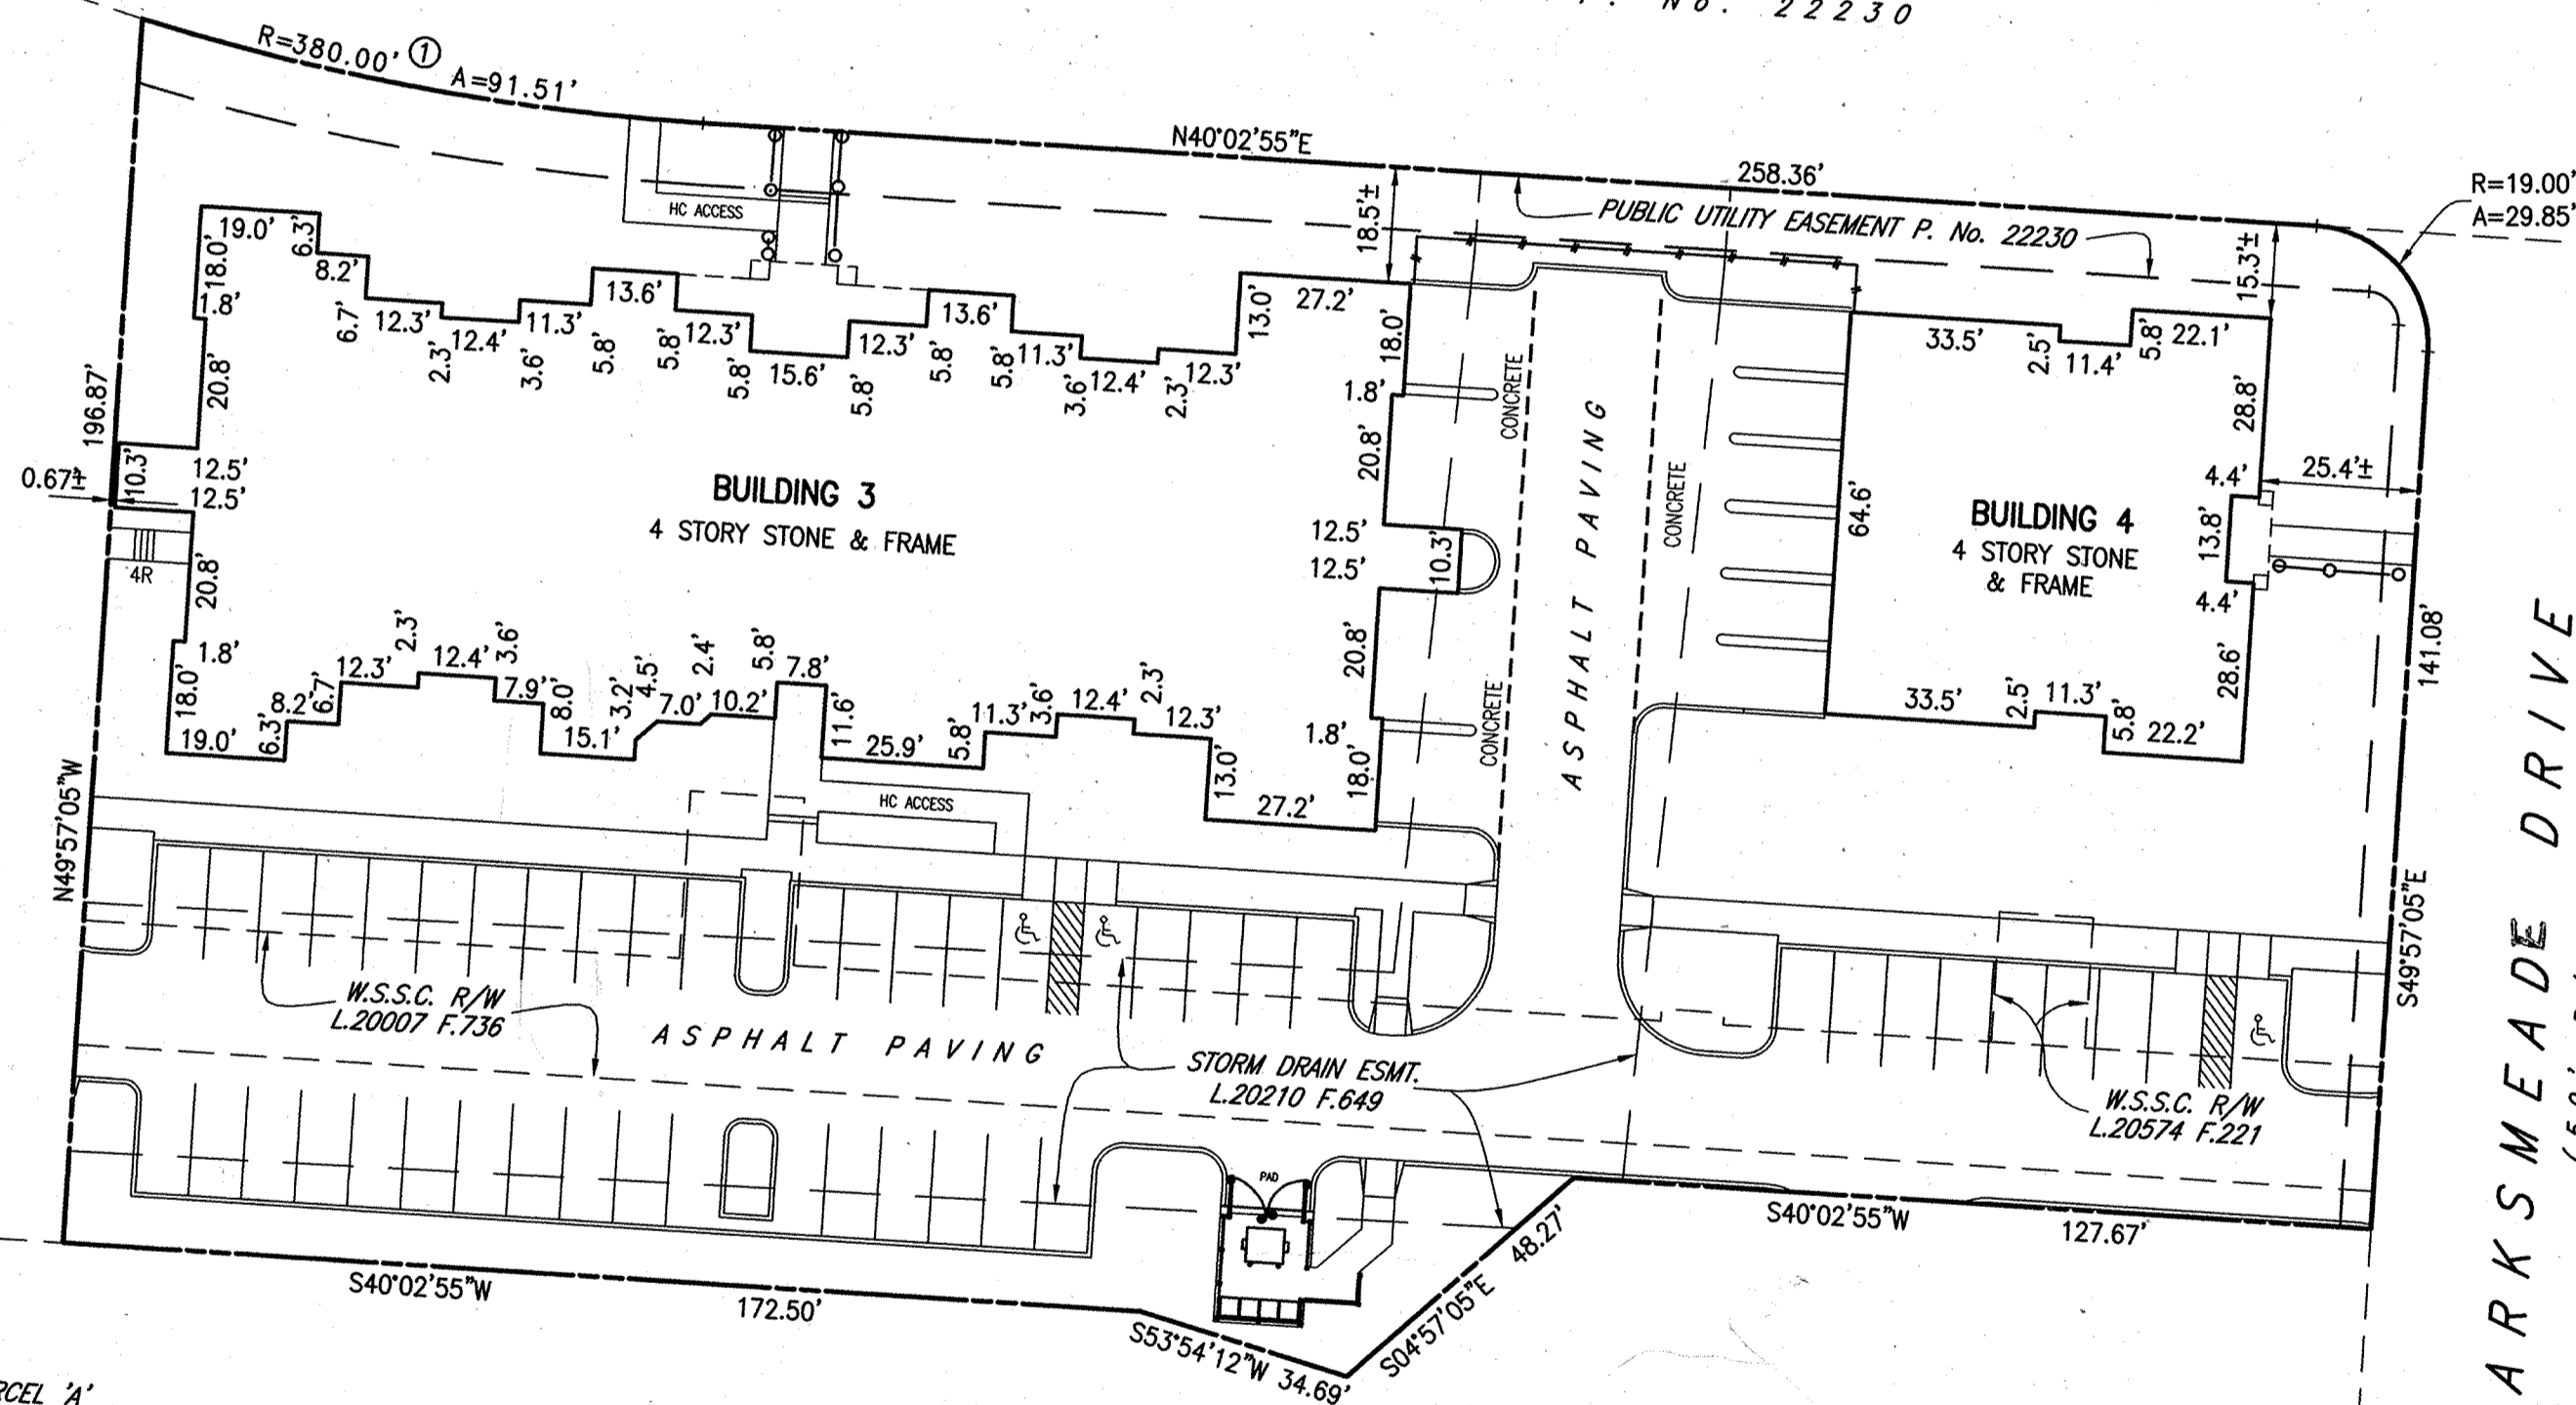 No. 22230
R=380.00' ①
A=91.51'
N40°02'55"E
258.36'
R=19.00'
A=29.85'
PUBLIC UTILITY EASEMENT P. No. 22230
18.5'±
15.3'±
HC ACCESS
19.0'
6.3'
18.0'
8.2'
1.8'
6.7'
12.3'
2.3'
12.4'
3.6'
11.3'
5.8'
13.6'
5.8'
12.3'
5.8'
15.6'
5.8'
12.3'
5.8'
13.6'
5.8'
11.3'
3.6'
12.4'
2.3'
12.3'
13.0'
27.2'
18.0'
1.8'
20.8'
20.8'
196.87'
0.67±
10.3'
12.5'
12.5'
4R
20.8'
1.8'
18.0'
N49°57'05"W
BUILDING 3
4 STORY STONE & FRAME
12.5'
12.5'
10.3'
20.8'
1.8'
18.0'
CONCRETE
CONCRETE
CONCRETE
ASPHALT PAVING
33.5'
2.5'
11.4'
5.8'
22.1'
28.8'
64.6'
4.4'
25.4'±
13.8'
4.4'
BUILDING 4
4 STORY STONE
& FRAME
28.6'
33.5'
2.5'
11.3'
5.8'
22.2'
141.08'
S49°57'05"E
19.0'
6.3'
8.2'
6.7'
12.3'
2.3'
12.4'
3.6'
7.9'
8.0'
15.1'
3.2'
4.5'
7.0'
2.4'
10.2'
5.8'
7.8'
11.6'
25.9'
5.8'
11.3'
3.6'
12.4'
2.3'
12.3'
13.0'
27.2'
HC ACCESS
W.S.S.C. R/W
L.20007 F.736
ASPHALT PAVING
STORM DRAIN ESMT.
L.20210 F.649
W.S.S.C. R/W
L.20574 F.221
PAD
S40°02'55"W
172.50'
S53°54'12"W 34.69'
S04°57'05"E 48.27'
S40°02'55"W
127.67'
ARKSMEADE DRIVE
RCEL 'A'